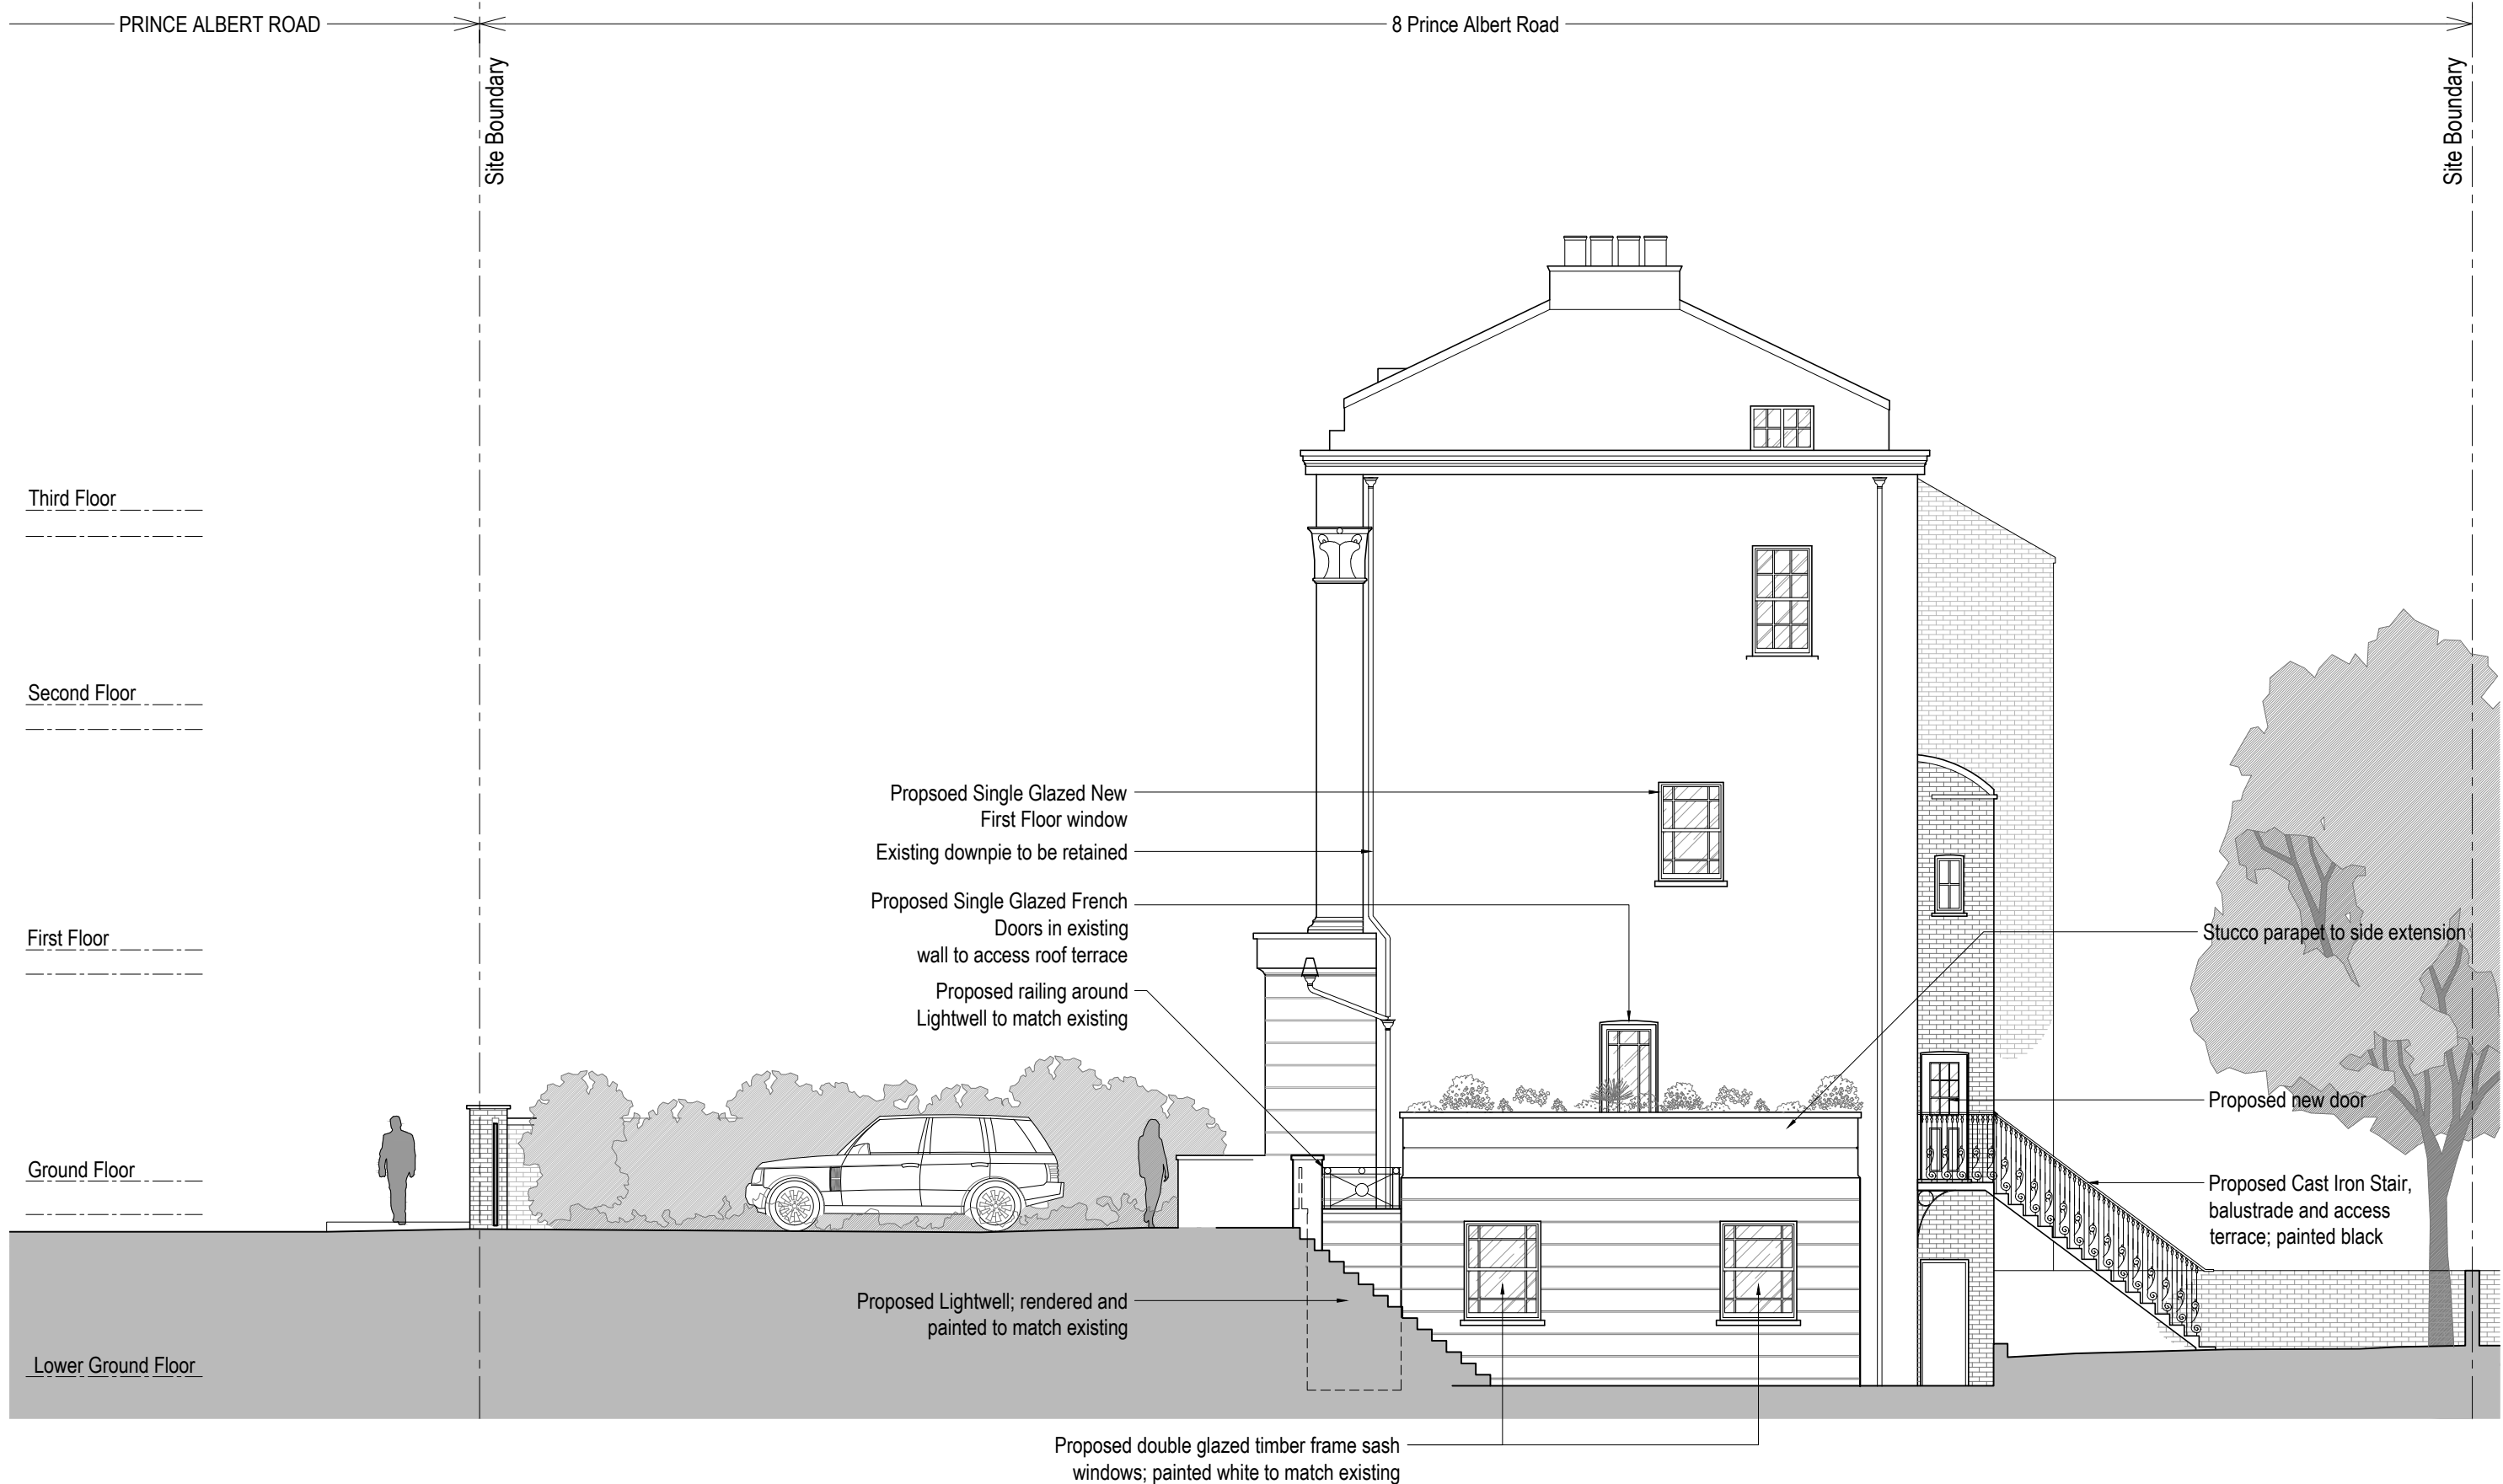 PRINCE ALBERT ROAD
8 Prince Albert Road
Site Boundary
Site Boundary
Third Floor
Second Floor
First Floor
Ground Floor
Lower Ground Floor
Propsoed Single Glazed New
First Floor window
Existing downpie to be retained
Proposed Single Glazed French
Doors in existing
wall to access roof terrace
Proposed railing around
Lightwell to match existing
Proposed Lightwell; rendered and
painted to match existing
Proposed double glazed timber frame sash
windows; painted white to match existing
Stucco parapet to side extension
Proposed new door
Proposed Cast Iron Stair,
balustrade and access
terrace; painted black